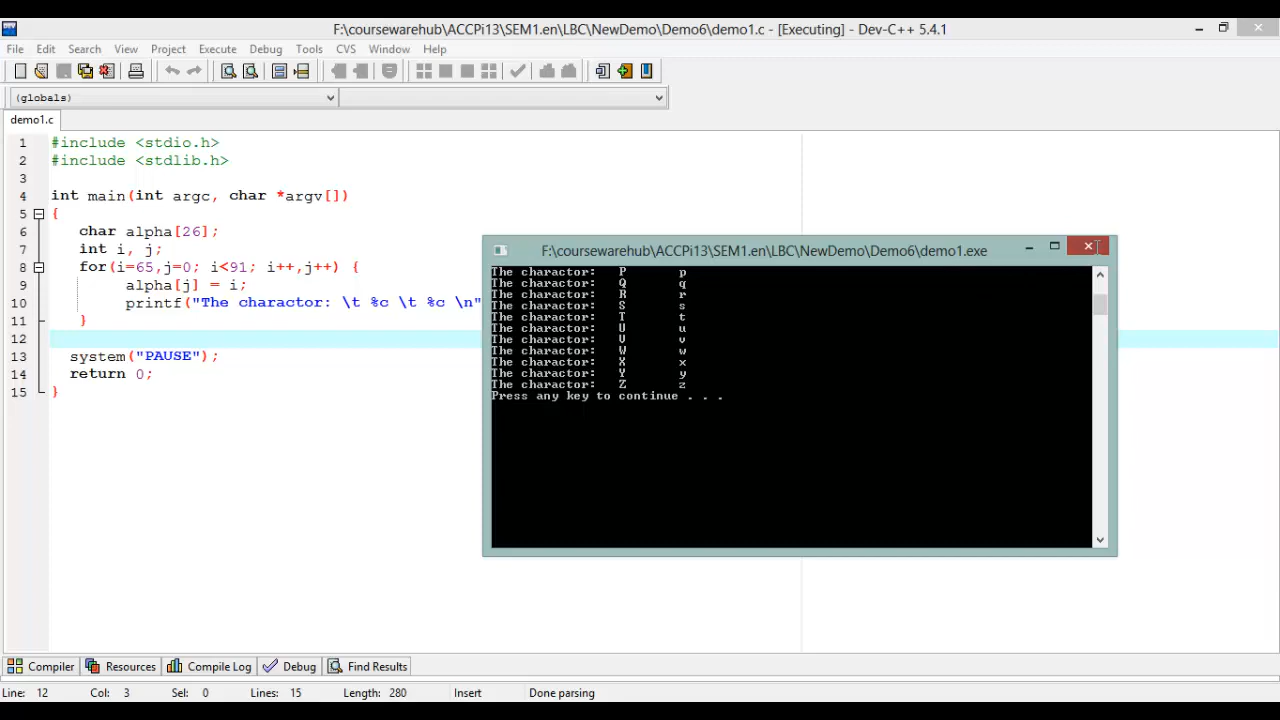 F:\coursewarehub\ACCPi13\SEM1.en\LBC\NewDemo\Demo6\demo1.c - [Executing] - Dev-C++ 5.4.1
File Edit Search View Project Execute Debug Tools CVS Window Help
(globals)
demo1.c
1 #include <stdio.h>
2 #include <stdlib.h>
3
4 int main(int argc, char *argv[])
5 {
6 char alpha[26];
7 int i, j;
8 for(i=65,j=0; i<91; i++,j++) {
9 alpha[j] = i;
10 printf("The charactor: \t %c \t %c \n"
11 }
12
13 system("PAUSE");
14 return 0;
15 }
F:\coursewarehub\ACCPi13\SEM1.en\LBC\NewDemo\Demo6\demo1.exe
The charactor: P p
The charactor: Q q
The charactor: R r
The charactor: S s
The charactor: T t
The charactor: U u
The charactor: V v
The charactor: W w
The charactor: X x
The charactor: Y y
The charactor: Z z
Press any key to continue . . .
Compiler Resources Compile Log Debug Find Results
Line: 12 Col: 3 Sel: 0 Lines: 15 Length: 280 Insert Done parsing